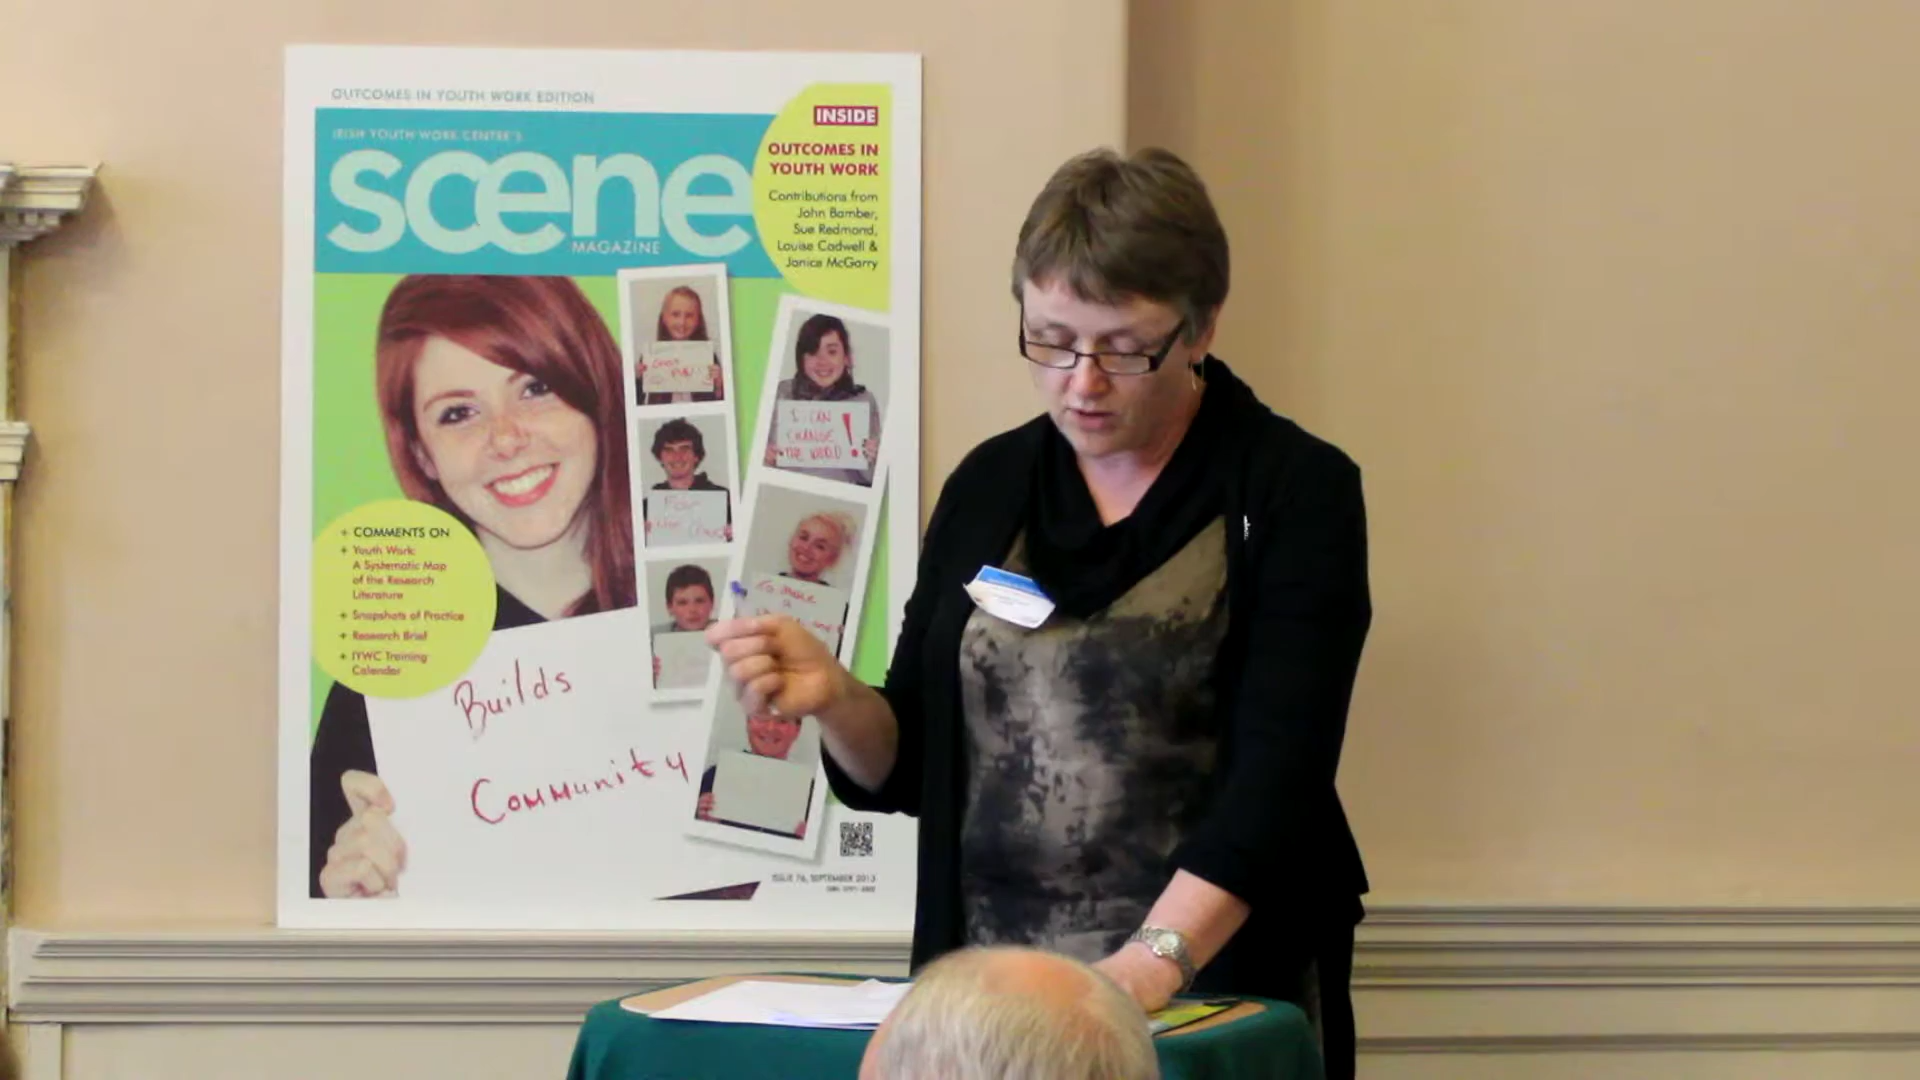 OUTCOMES IN YOUTH WORK EDITION
IRISH YOUTH WORK CENTRE'S
scene
MAGAZINE
INSIDE
OUTCOMES IN
YOUTH WORK
Contributions from
John Bamber,
Sue Redmond,
Louise Cadwell &
Janice McGarry
I CAN
CHANGE
THE WORLD!
To make
a
+ COMMENTS ON
+ Youth Work:
A Systematic Map
of the Research
Literature
+ Snapshots of Practice
+ Research Brief
+ IYWC Training
Calendar
Builds
Community
ISSUE 76, SEPTEMBER 2013